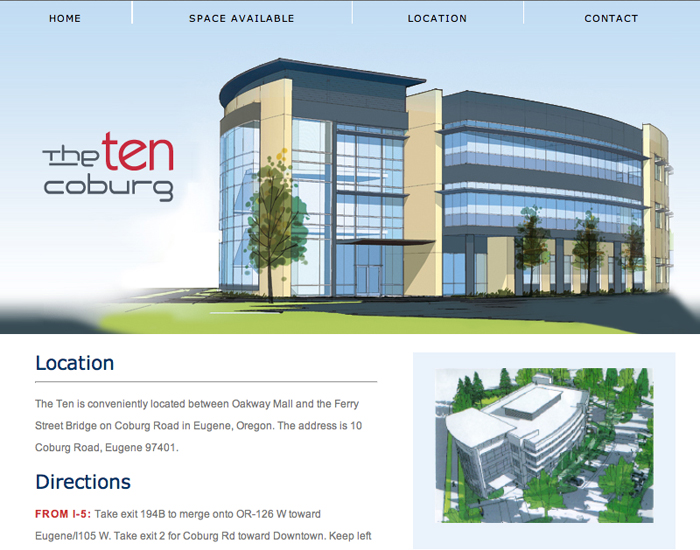 HOME SPACE AVAILABLE LOCATION CONTACT
The ten
coburg
Location
The Ten is conveniently located between Oakway Mall and the Ferry
Street Bridge on Coburg Road in Eugene, Oregon. The address is 10
Coburg Road, Eugene 97401.
Directions
FROM I-5: Take exit 194B to merge onto OR-126 W toward
Eugene/I105 W. Take exit 2 for Coburg Rd toward Downtown. Keep left